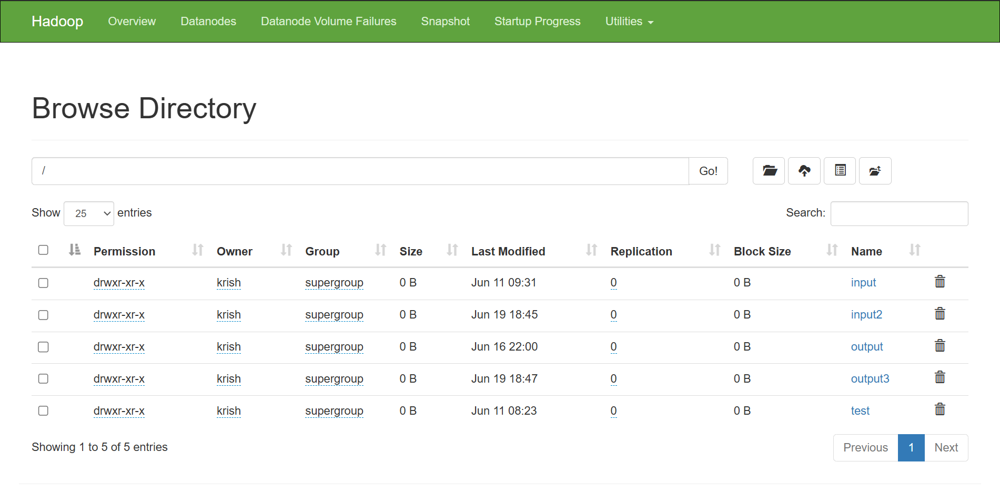 Hadoop Overview Datanodes Datanode Volume Failures Snapshot Startup Progress Utilities
Browse Directory
/ Go!
Show 25 entries Search:
Permission Owner Group Size Last Modified Replication Block Size Name
drwxr-xr-x krish supergroup 0 B Jun 11 09:31 0 0 B input
drwxr-xr-x krish supergroup 0 B Jun 19 18:45 0 0 B input2
drwxr-xr-x krish supergroup 0 B Jun 16 22:00 0 0 B output
drwxr-xr-x krish supergroup 0 B Jun 19 18:47 0 0 B output3
drwxr-xr-x krish supergroup 0 B Jun 11 08:23 0 0 B test
Showing 1 to 5 of 5 entries Previous 1 Next